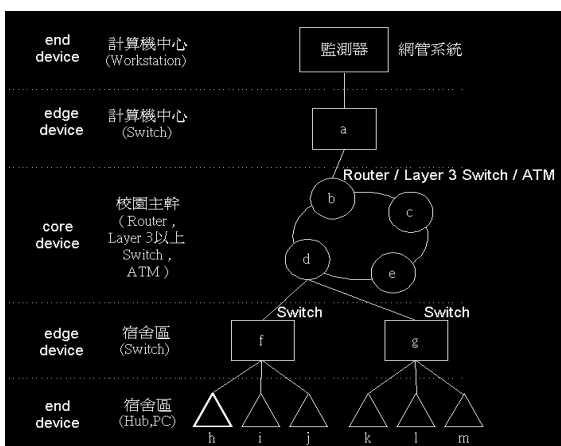 end
device
計算機中心
(Workstation)
監測器
網管系統
edge
device
計算機中心
(Switch)
a
Router / Layer 3 Switch / ATM
core
device
校園主幹
( Router ,
Layer 3以上
Switch ,
ATM )
b
c
d
e
Switch
Switch
edge
device
宿舍區
(Switch)
f
g
end
device
宿舍區
(Hub,PC)
h
i
j
k
l
m